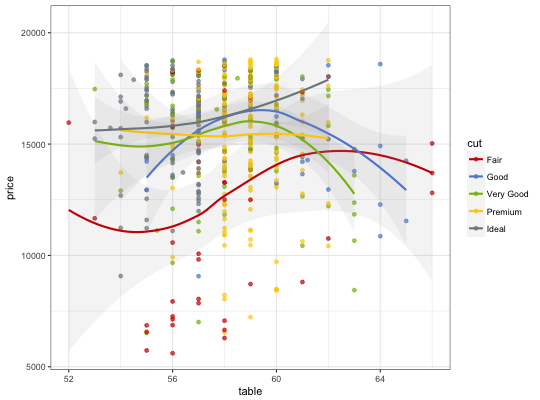 20000
15000
10000
5000
price
52
56
60
64
table
cut
Fair
Good
Very Good
Premium
Ideal